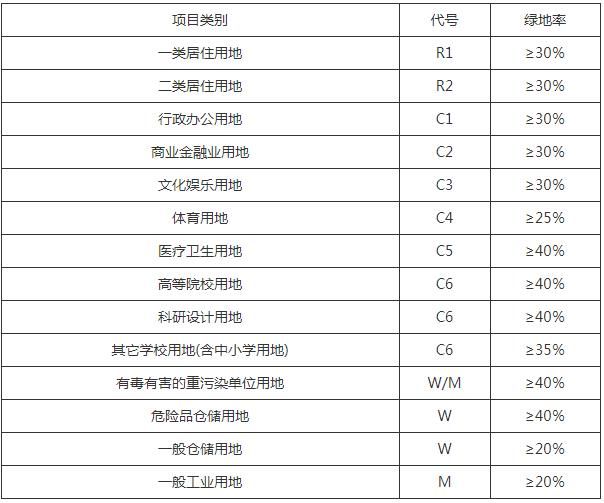 项目类别 代号 绿地率
一类居住用地 R1 ≥30%
二类居住用地 R2 ≥30%
行政办公用地 C1 ≥30%
商业金融业用地 C2 ≥30%
文化娱乐用地 C3 ≥30%
体育用地 C4 ≥25%
医疗卫生用地 C5 ≥40%
高等院校用地 C6 ≥40%
科研设计用地 C6 ≥40%
其它学校用地(含中小学用地) C6 ≥35%
有毒有害的重污染单位用地 W/M ≥40%
危险品仓储用地 W ≥40%
一般仓储用地 W ≥20%
一般工业用地 M ≥20%